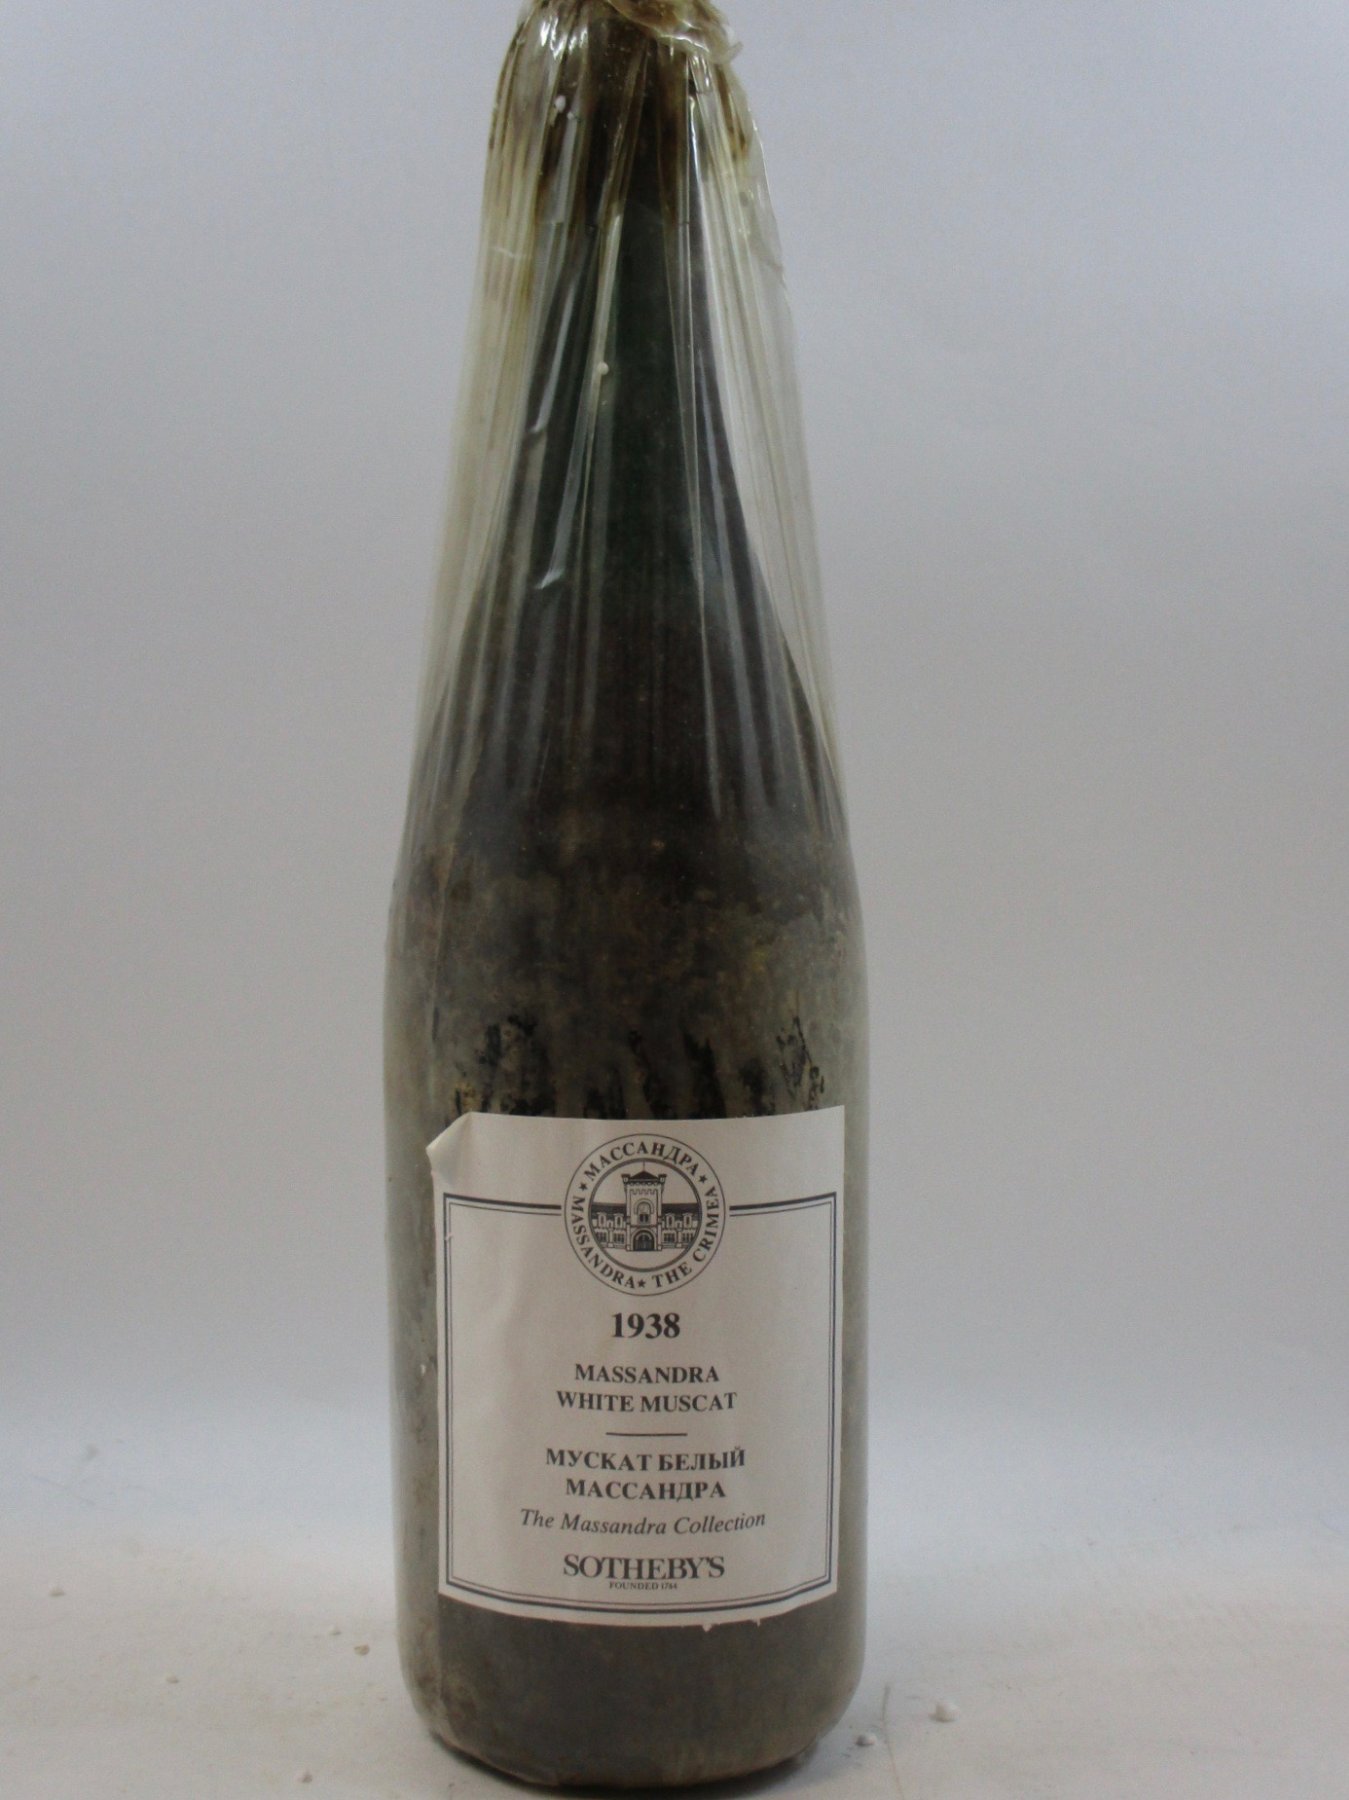 МАССАНДРА
MASSANDRA ★ THE CRIMEA
1938
MASSANDRA
WHITE MUSCAT
МУСКАТ БЕЛЫЙ
МАССАНДРА
The Massandra Collection
SOTHEBY'S
FOUNDED 1744